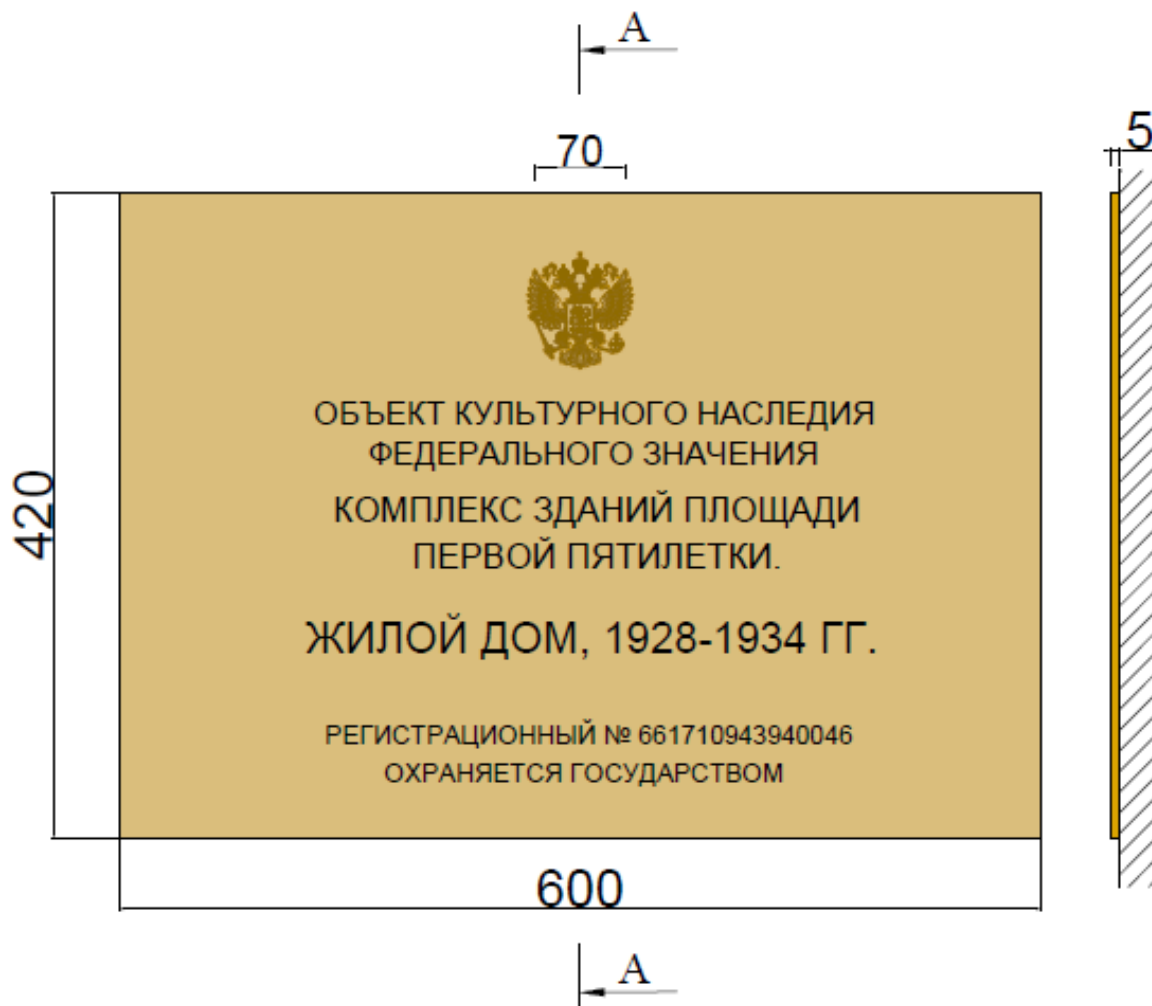 А
70
5
ОБЪЕКТ КУЛЬТУРНОГО НАСЛЕДИЯ
ФЕДЕРАЛЬНОГО ЗНАЧЕНИЯ
КОМПЛЕКС ЗДАНИЙ ПЛОЩАДИ
ПЕРВОЙ ПЯТИЛЕТКИ.
ЖИЛОЙ ДОМ, 1928-1934 ГГ.
РЕГИСТРАЦИОННЫЙ № 661710943940046
ОХРАНЯЕТСЯ ГОСУДАРСТВОМ
420
600
А